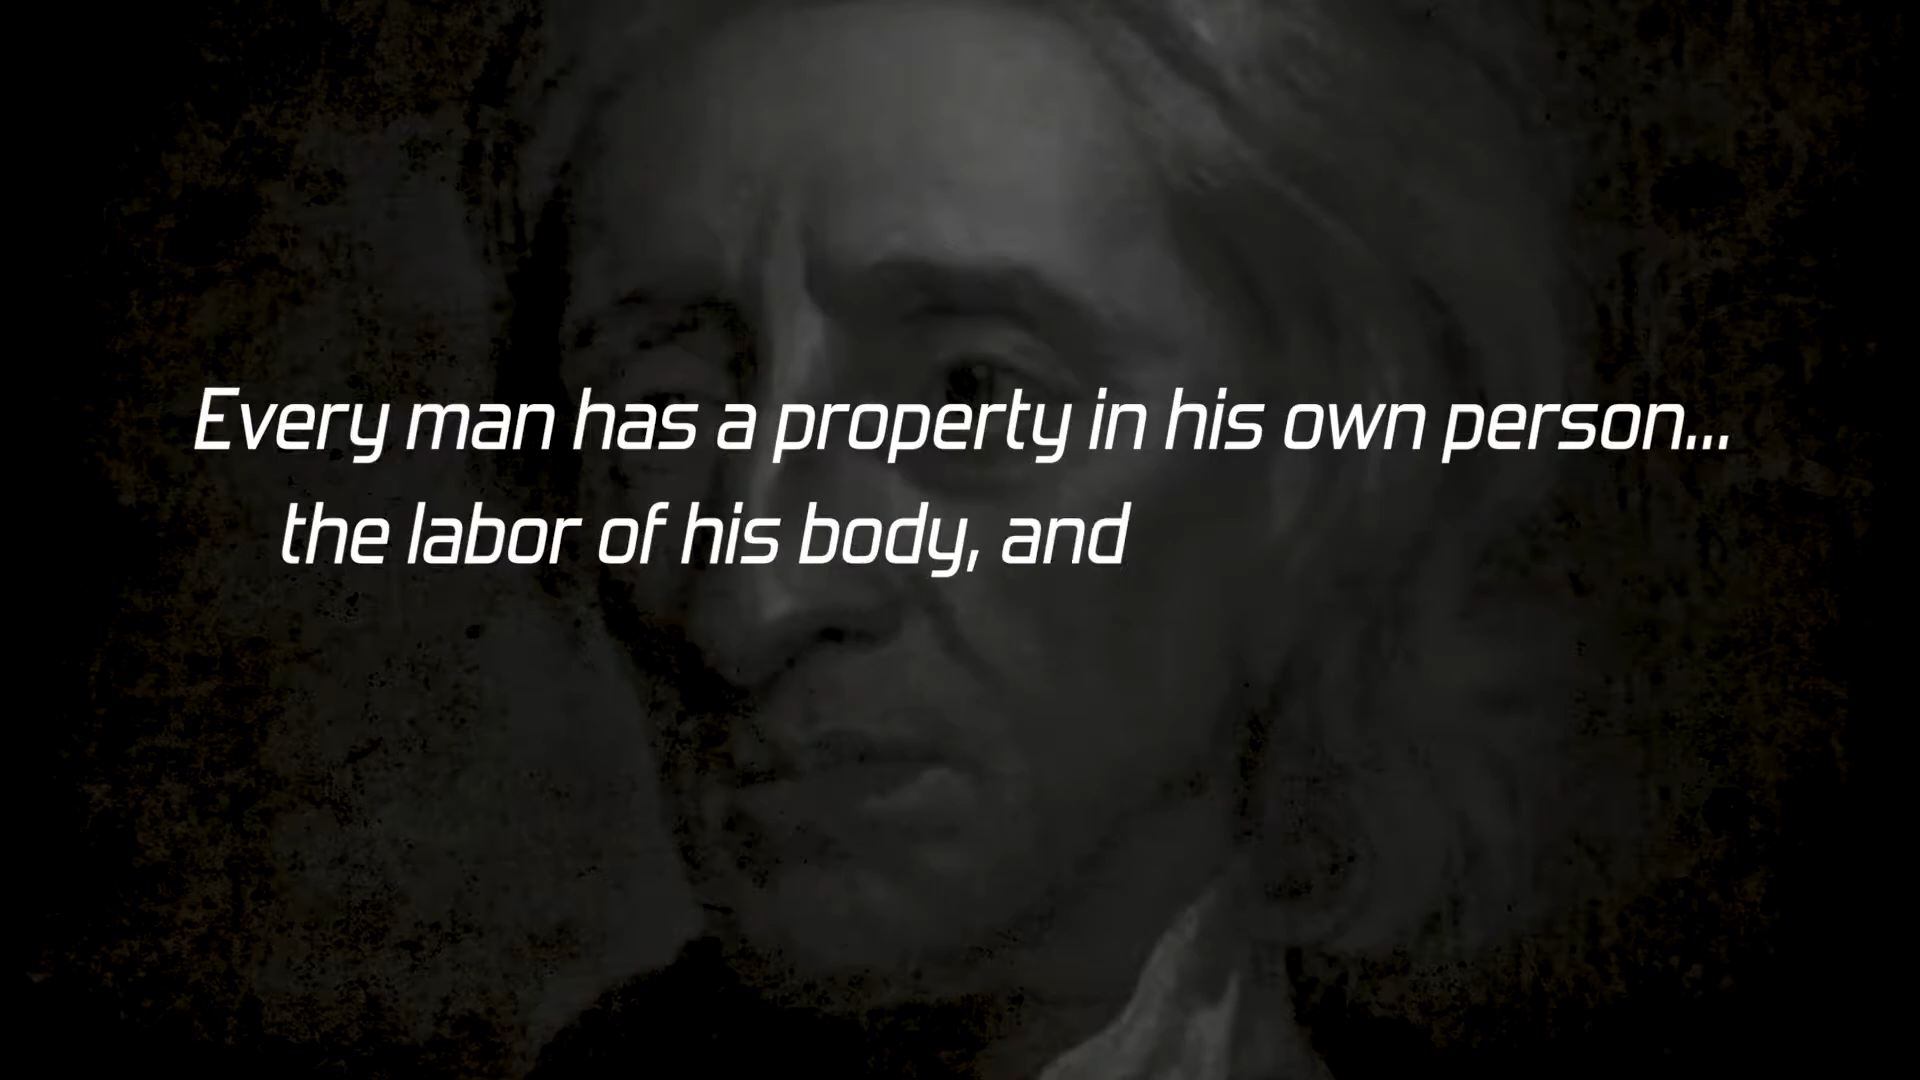 Every man has a property in his own person...
the labor of his body, and